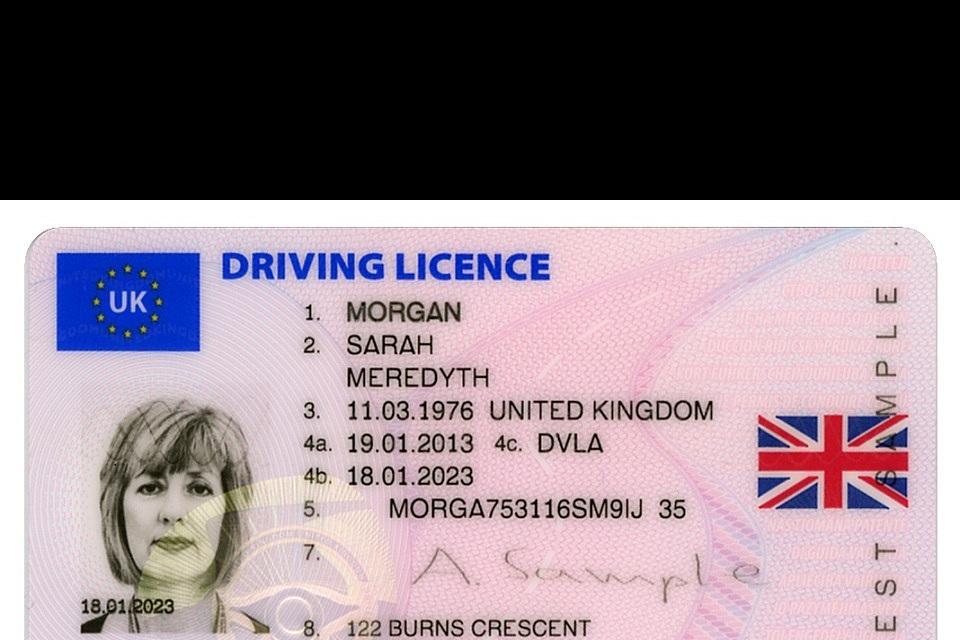 DRIVING LICENCE
UK
1. MORGAN
2. SARAH
MEREDYTH
3. 11.03.1976 UNITED KINGDOM
4a. 19.01.2013 4c. DVLA
4b. 18.01.2023
5. MORGA753116SM9IJ 35
7. A. Sample
18.01.2023
8. 122 BURNS CRESCENT
EST SAMPLE .